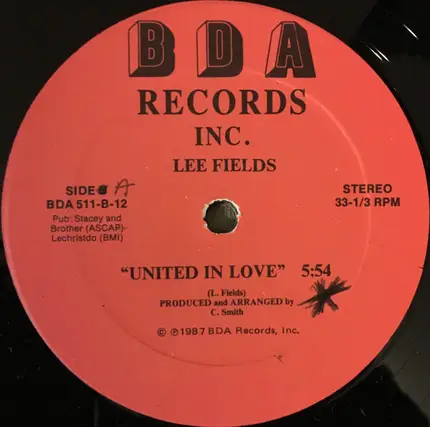 BDA
RECORDS
INC.
LEE FIELDS
SIDE A
BDA 511-B-12
Pub: Stacey and
Brother (ASCAP)
Lechristdo (BMI)
STEREO
33-1/3 RPM
"UNITED IN LOVE" 5:54
(L. Fields)
PRODUCED and ARRANGED by
C. Smith
© ℗1987 BDA Records, Inc.